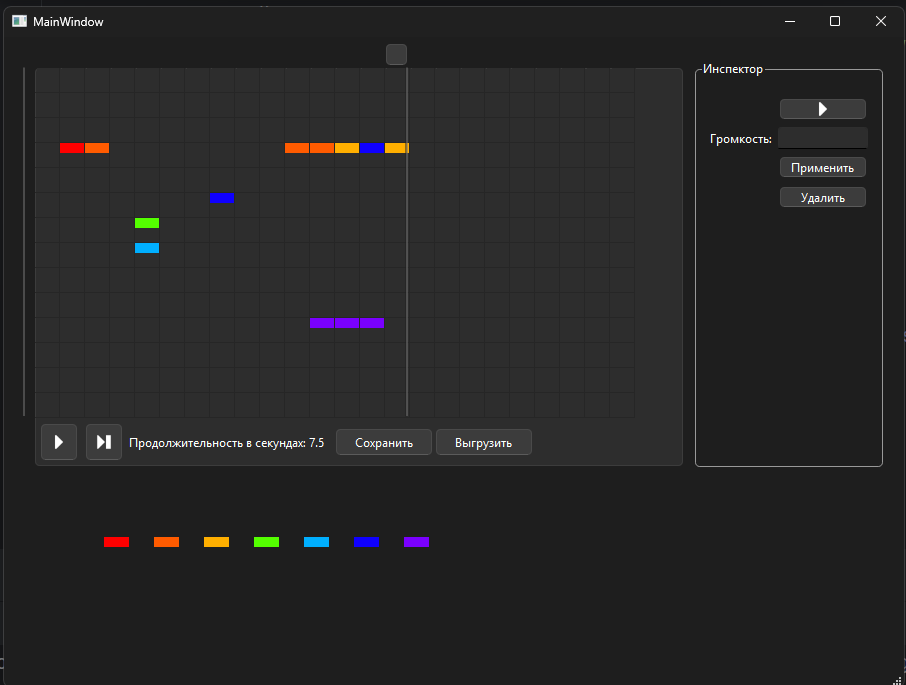 MainWindow
Инспектор
Громкость:
Применить
Удалить
Продолжительность в секундах: 7.5 Сохранить Выгрузить